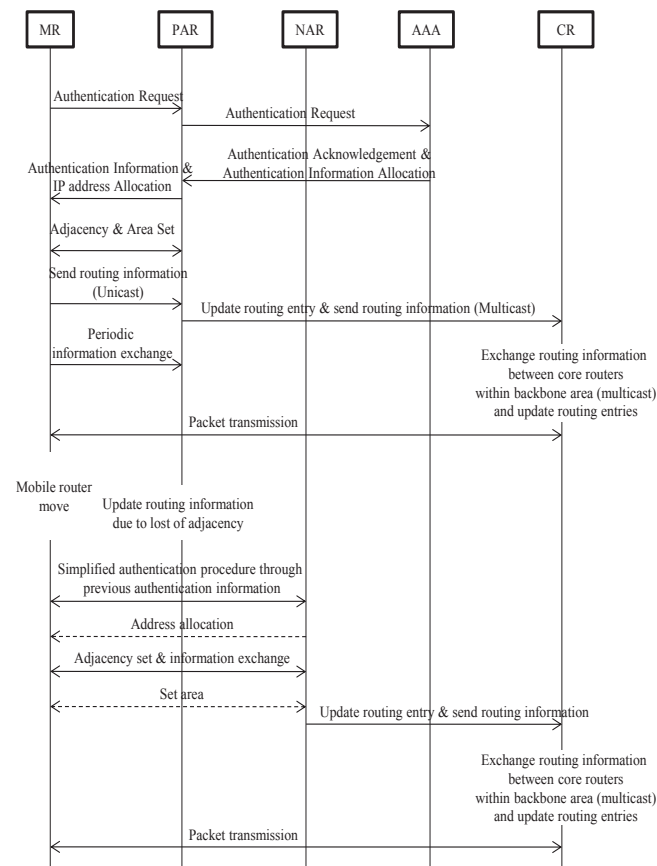 MR
PAR
NAR
AAA
CR
Authentication Request
Authentication Request
Authentication Acknowledgement &
Authentication Information Allocation
Authentication Information &
IP address Allocation
Adjacency & Area Set
Send routing information
(Unicast)
Update routing entry & send routing information (Multicast)
Periodic
information exchange
Exchange routing information
between core routers
within backbone area (multicast)
and update routing entries
Packet transmission
Mobile router
move
Update routing information
due to lost of adjacency
Simplified authentication procedure through
previous authentication information
Address allocation
Adjacency set & information exchange
Set area
Update routing entry & send routing information
Exchange routing information
between core routers
within backbone area (multicast)
and update routing entries
Packet transmission